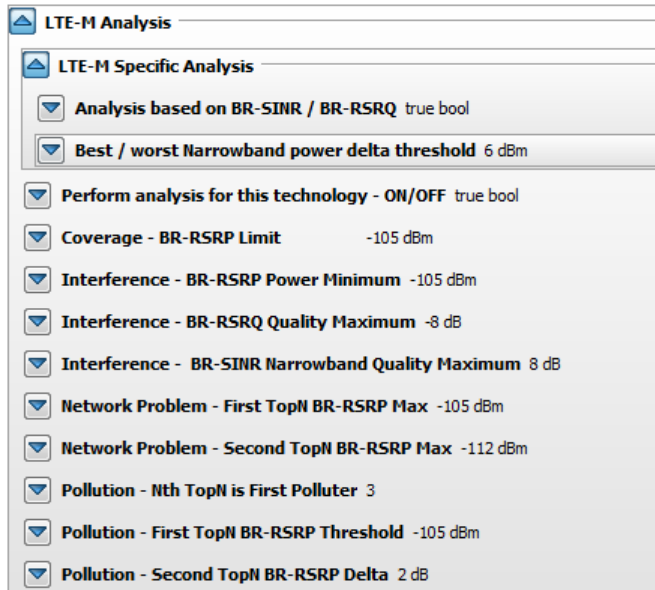 LTE-M Analysis
LTE-M Specific Analysis
Analysis based on BR-SINR / BR-RSRQ true bool
Best / worst Narrowband power delta threshold 6 dBm
Perform analysis for this technology - ON/OFF true bool
Coverage - BR-RSRP Limit -105 dBm
Interference - BR-RSRP Power Minimum -105 dBm
Interference - BR-RSRQ Quality Maximum -8 dB
Interference - BR-SINR Narrowband Quality Maximum 8 dB
Network Problem - First TopN BR-RSRP Max -105 dBm
Network Problem - Second TopN BR-RSRP Max -112 dBm
Pollution - Nth TopN is First Polluter 3
Pollution - First TopN BR-RSRP Threshold -105 dBm
Pollution - Second TopN BR-RSRP Delta 2 dB